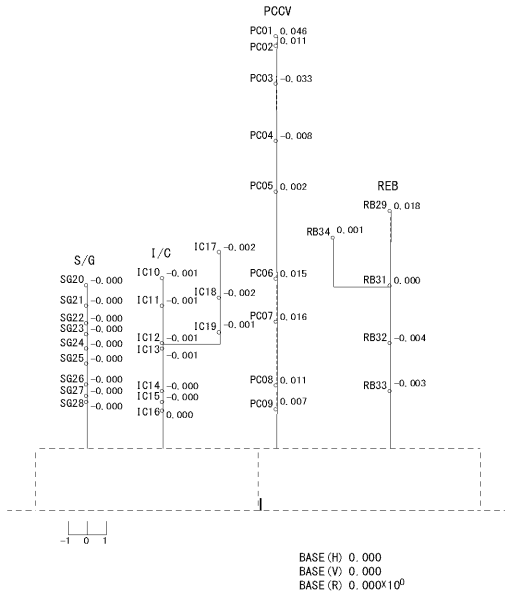 PCCV
PC01 0.046
PC02 0.011
PC03 -0.033
PC04 -0.008
PC05 0.002
PC06 0.015
PC07 0.016
PC08 0.011
PC09 0.007
REB
RB29 0.018
RB34 0.001
RB31 0.000
RB32 -0.004
RB33 -0.003
I/C
IC17 -0.002
IC18 -0.002
IC19 -0.001
IC10 -0.001
IC11 -0.001
IC12 -0.001
IC13 -0.001
IC14 -0.000
IC15 -0.000
IC16 0.000
S/G
SG20 -0.000
SG21 -0.000
SG22 -0.000
SG23 -0.000
SG24 -0.000
SG25 -0.000
SG26 -0.000
SG27 -0.000
SG28 -0.000
-1 0 1
BASE(H) 0.000
BASE(V) 0.000
BASE(R) 0.000×10⁰